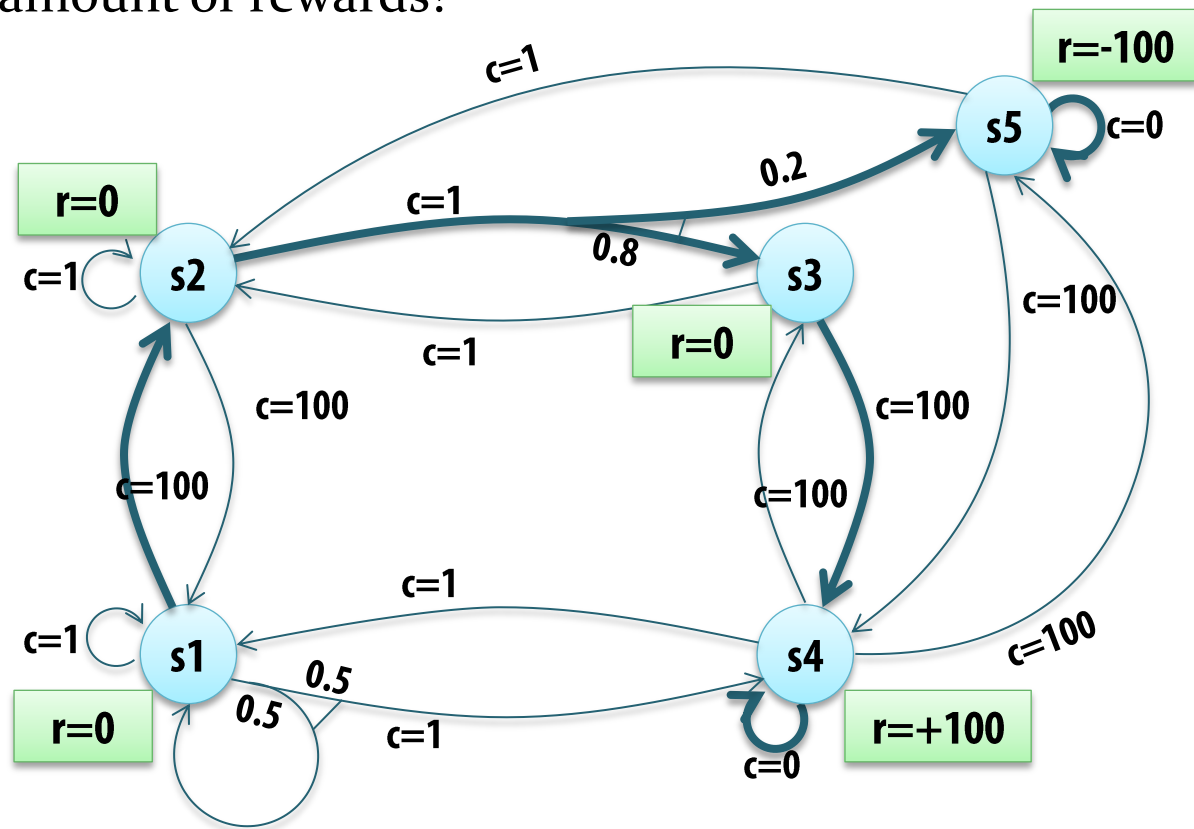 amount of rewards?
r=-100
c=1
s5
c=0
0.2
r=0
c=1
0.8
s2
s3
c=1
c=100
r=0
c=1
c=100
c=100
c=100
c=100
c=1
c=1
s1
s4
c=100
0.5
0.5
r=0
c=1
r=+100
c=0